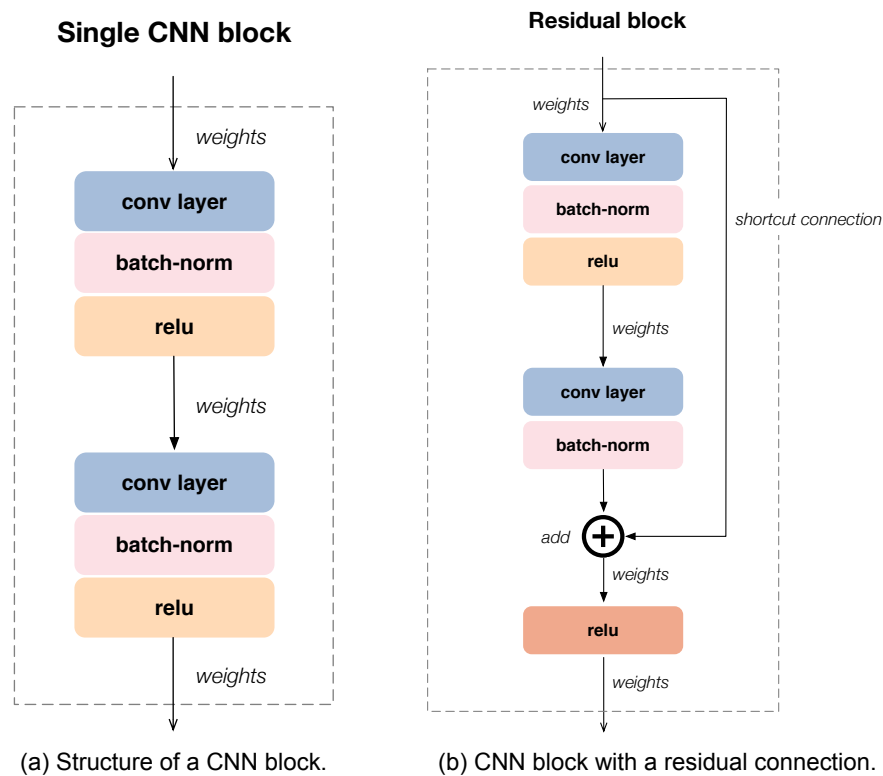 Single CNN block
weights
conv layer
batch-norm
relu
weights
conv layer
batch-norm
relu
weights
(a) Structure of a CNN block.
Residual block
weights
conv layer
batch-norm
relu
shortcut connection
weights
conv layer
batch-norm
add
weights
relu
weights
(b) CNN block with a residual connection.